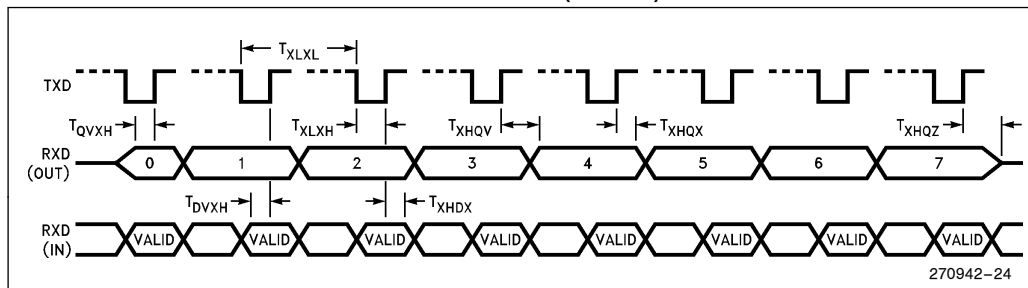 T_XLXL
TXD
T_QVXH T_XLXH T_XHQV T_XHQX T_XHQZ
RXD
(OUT)
0 1 2 3 4 5 6 7
T_DVXH T_XHDX
RXD
(IN)
VALID VALID VALID VALID VALID VALID VALID VALID
270942–24